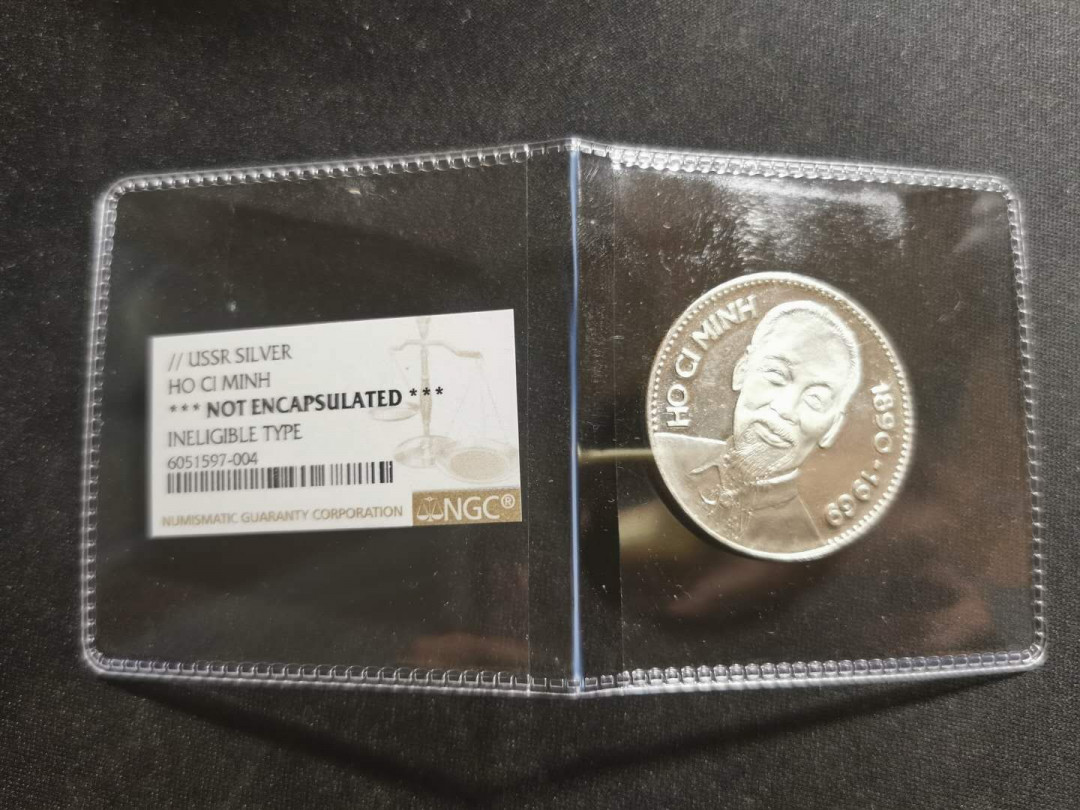 // USSR SILVER
HO CI MINH
*** NOT ENCAPSULATED ***
INELIGIBLE TYPE
6051597-004
NUMISMATIC GUARANTY CORPORATION
NGC®
HO CI MINH
1890-1969